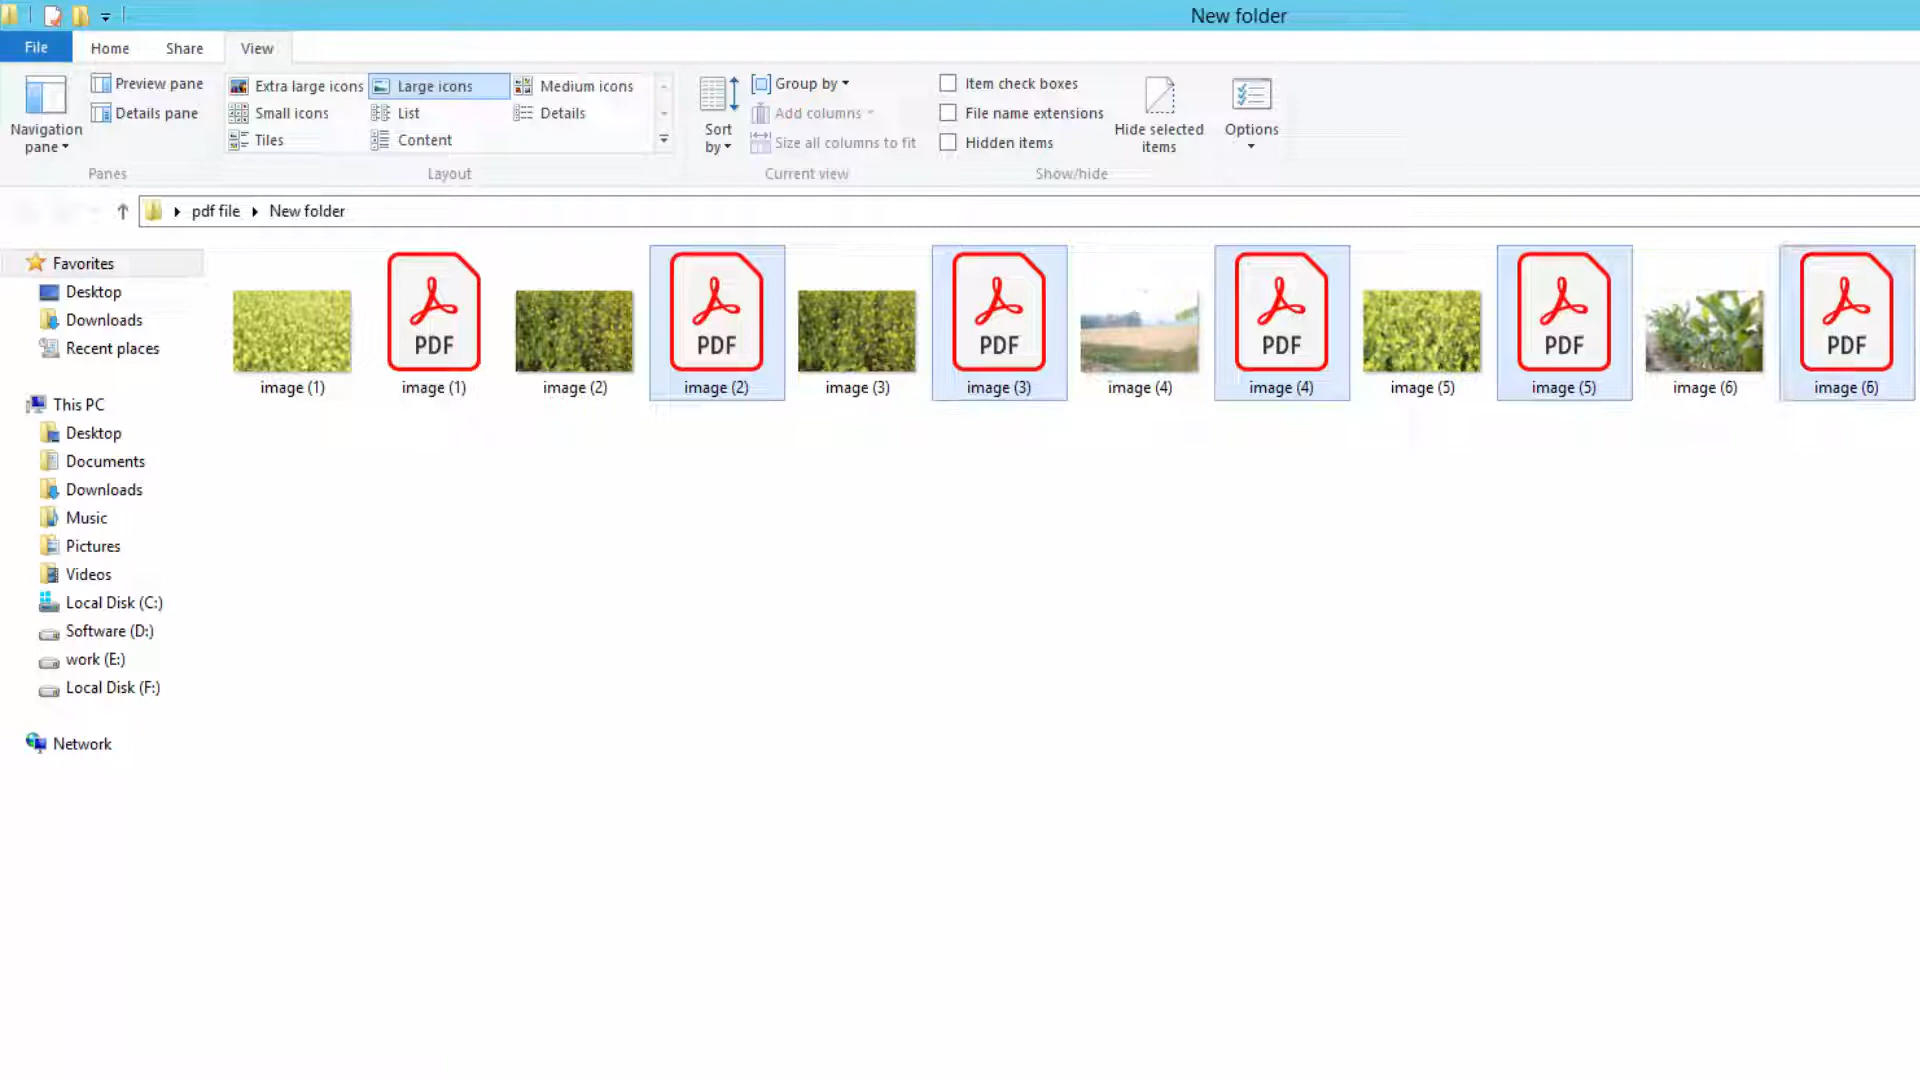 New folder
File
Home
Share
View
Navigation pane
Preview pane
Details pane
Panes
Extra large icons
Large icons
Medium icons
Small icons
List
Details
Tiles
Content
Layout
Sort by
Group by
Add columns
Size all columns to fit
Current view
Item check boxes
File name extensions
Hidden items
Hide selected items
Show/hide
Options
pdf file
New folder
Favorites
Desktop
Downloads
Recent places
This PC
Desktop
Documents
Downloads
Music
Pictures
Videos
Local Disk (C:)
Software (D:)
work (E:)
Local Disk (F:)
Network
image (1)
PDF
image (1)
image (2)
PDF
image (2)
image (3)
PDF
image (3)
image (4)
PDF
image (4)
image (5)
PDF
image (5)
image (6)
PDF
image (6)